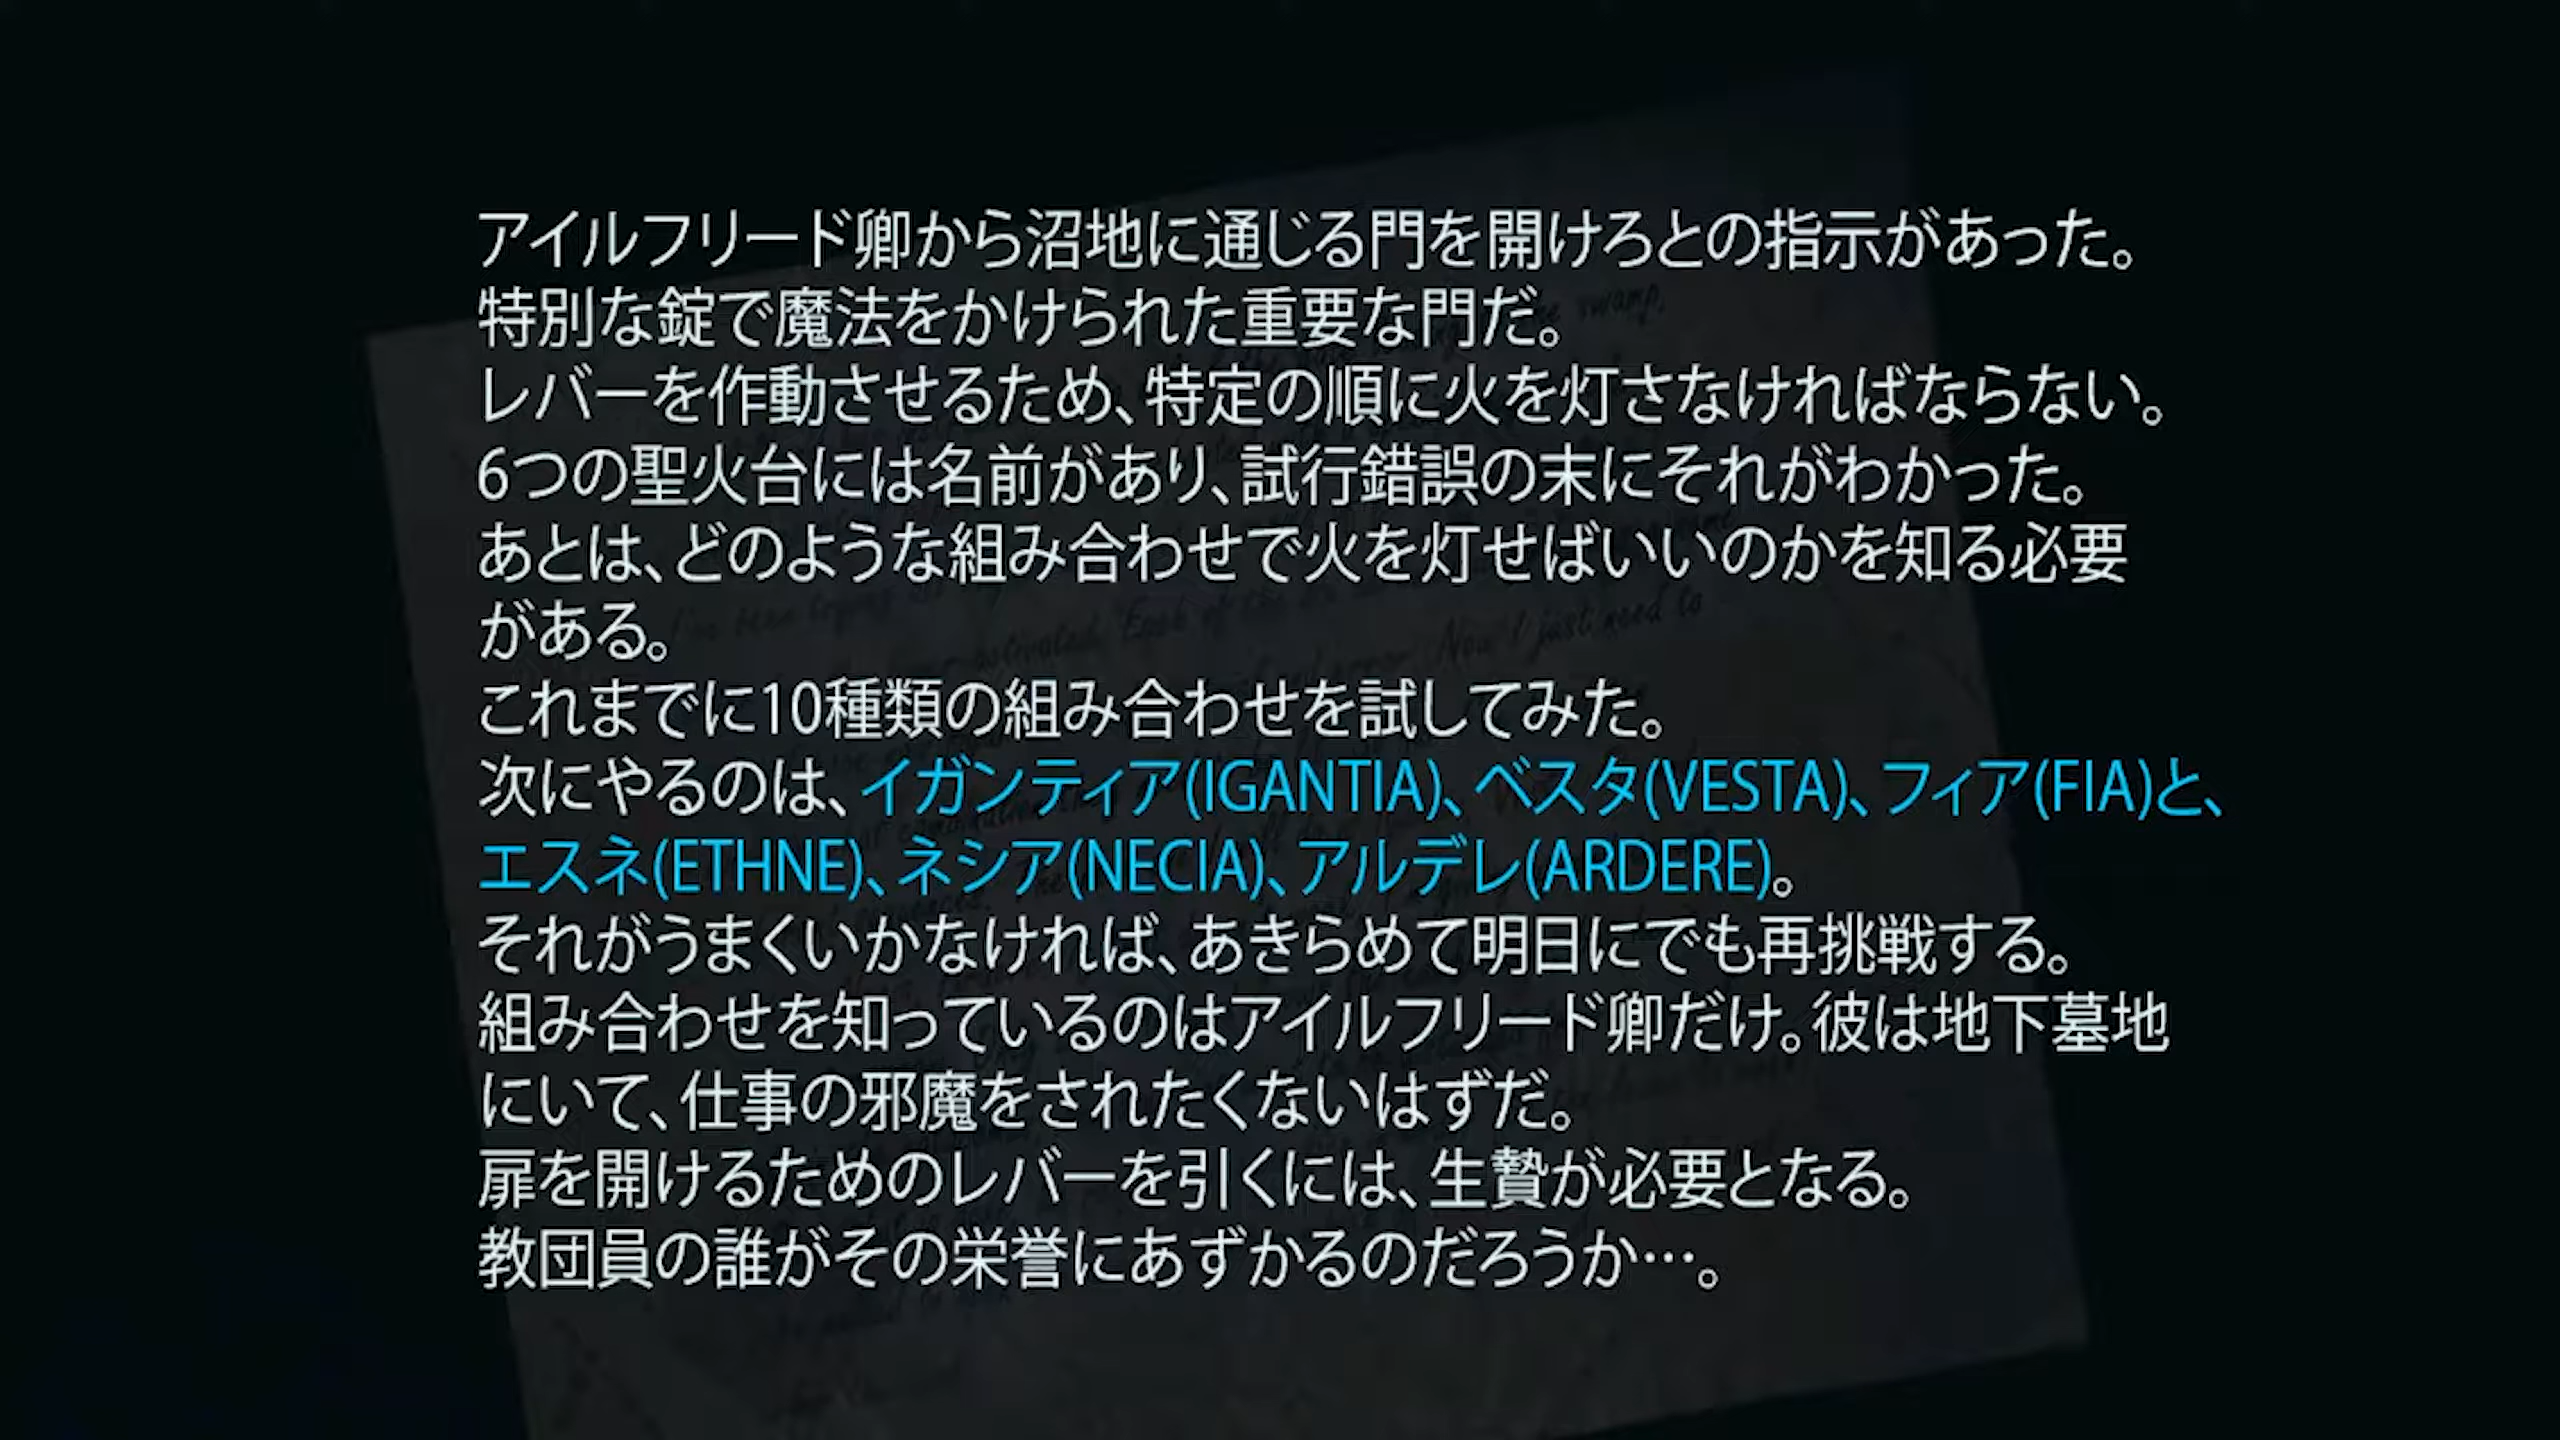 アイルフリード卿から沼地に通じる門を開けろとの指示があった。
特別な錠で魔法をかけられた重要な門だ。
レバーを作動させるため、特定の順に火を灯さなければならない。
6つの聖火台には名前があり、試行錯誤の末にそれがわかった。
あとは、どのような組み合わせで火を灯せばいいのかを知る必要
がある。
これまでに10種類の組み合わせを試してみた。
次にやるのは、イガンティア(IGANTIA)、ベスタ(VESTA)、フィア(FIA)と、
エスネ(ETHNE)、ネシア(NECIA)、アルデレ(ARDERE)。
それがうまくいかなければ、あきらめて明日にでも再挑戦する。
組み合わせを知っているのはアイルフリード卿だけ。彼は地下墓地
にいて、仕事の邪魔をされたくないはずだ。
扉を開けるためのレバーを引くには、生贄が必要となる。
教団員の誰がその栄誉にあずかるのだろうか…。